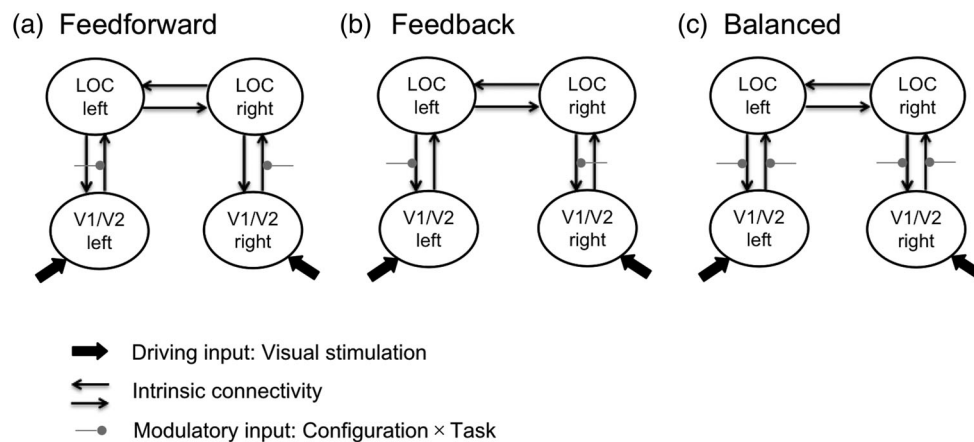 (a) Feedforward
(b) Feedback
(c) Balanced
LOC
left
LOC
right
V1/V2
left
V1/V2
right
LOC
left
LOC
right
V1/V2
left
V1/V2
right
LOC
left
LOC
right
V1/V2
left
V1/V2
right
Driving input: Visual stimulation
Intrinsic connectivity
Modulatory input: Configuration × Task